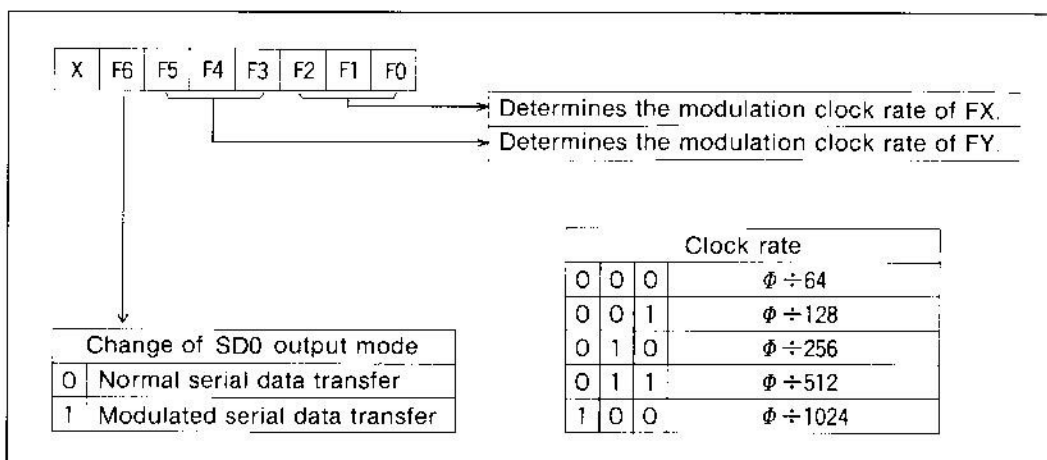 X F6 F5 F4 F3 F2 F1 F0
Determines the modulation clock rate of FX.
Determines the modulation clock rate of FY.
Change of SD0 output mode
0 Normal serial data transfer
1 Modulated serial data transfer
Clock rate
0 0 0 Φ÷64
0 0 1 Φ÷128
0 1 0 Φ÷256
0 1 1 Φ÷512
1 0 0 Φ÷1024